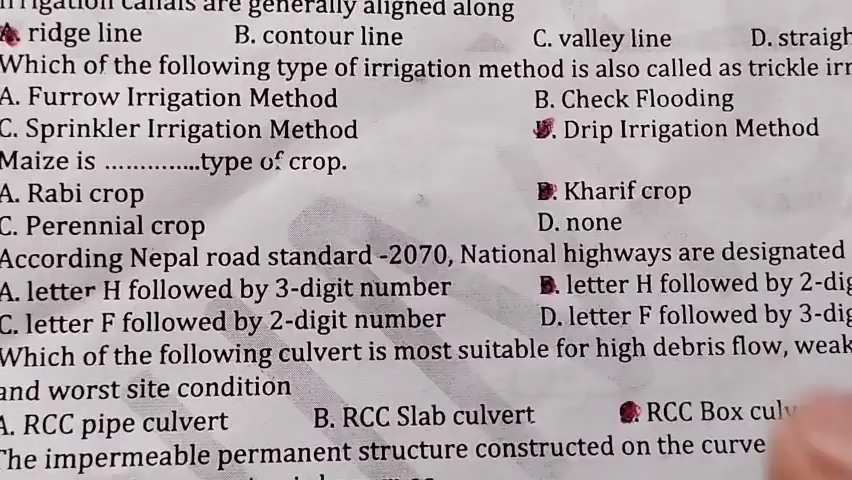 irrigation canals are generally aligned along
A. ridge line B. contour line C. valley line D. straigh
Which of the following type of irrigation method is also called as trickle irr
A. Furrow Irrigation Method B. Check Flooding
C. Sprinkler Irrigation Method D. Drip Irrigation Method
Maize is ..............type of crop.
A. Rabi crop B. Kharif crop
C. Perennial crop D. none
According Nepal road standard -2070, National highways are designated
A. letter H followed by 3-digit number B. letter H followed by 2-dig
C. letter F followed by 2-digit number D. letter F followed by 3-dig
Which of the following culvert is most suitable for high debris flow, weak
and worst site condition
A. RCC pipe culvert B. RCC Slab culvert C. RCC Box culv
The impermeable permanent structure constructed on the curve